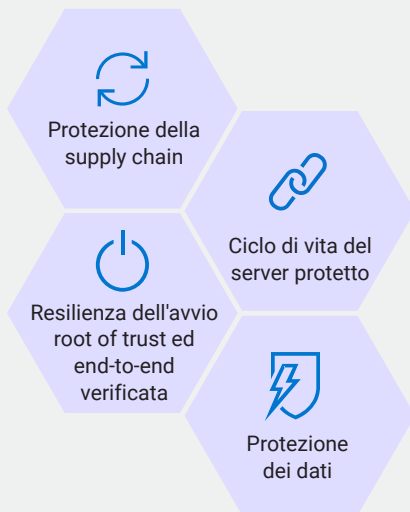 Protezione della
supply chain
Ciclo di vita del
server protetto
Resilienza dell'avvio
root of trust ed
end-to-end
verificata
Protezione
dei dati